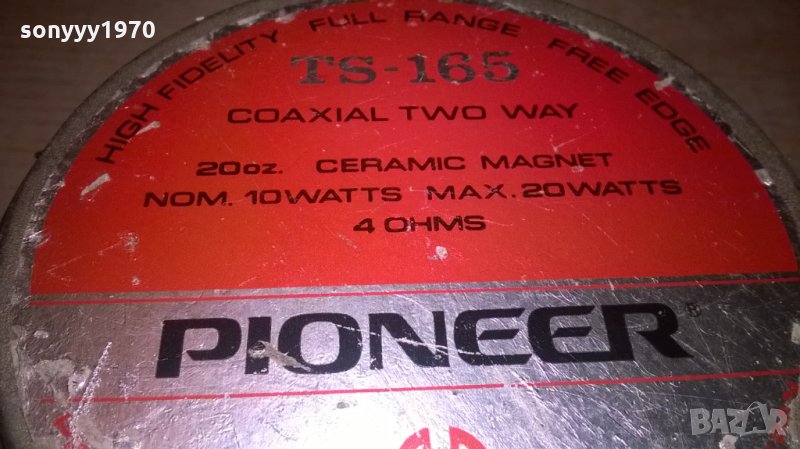 sonyyy1970
HIGH FIDELITY FULL RANGE FREE EDGE
TS-165
COAXIAL TWO WAY
20oz. CERAMIC MAGNET
NOM. 10WATTS MAX. 20WATTS
4 OHMS
PIONEER®
BAZAR